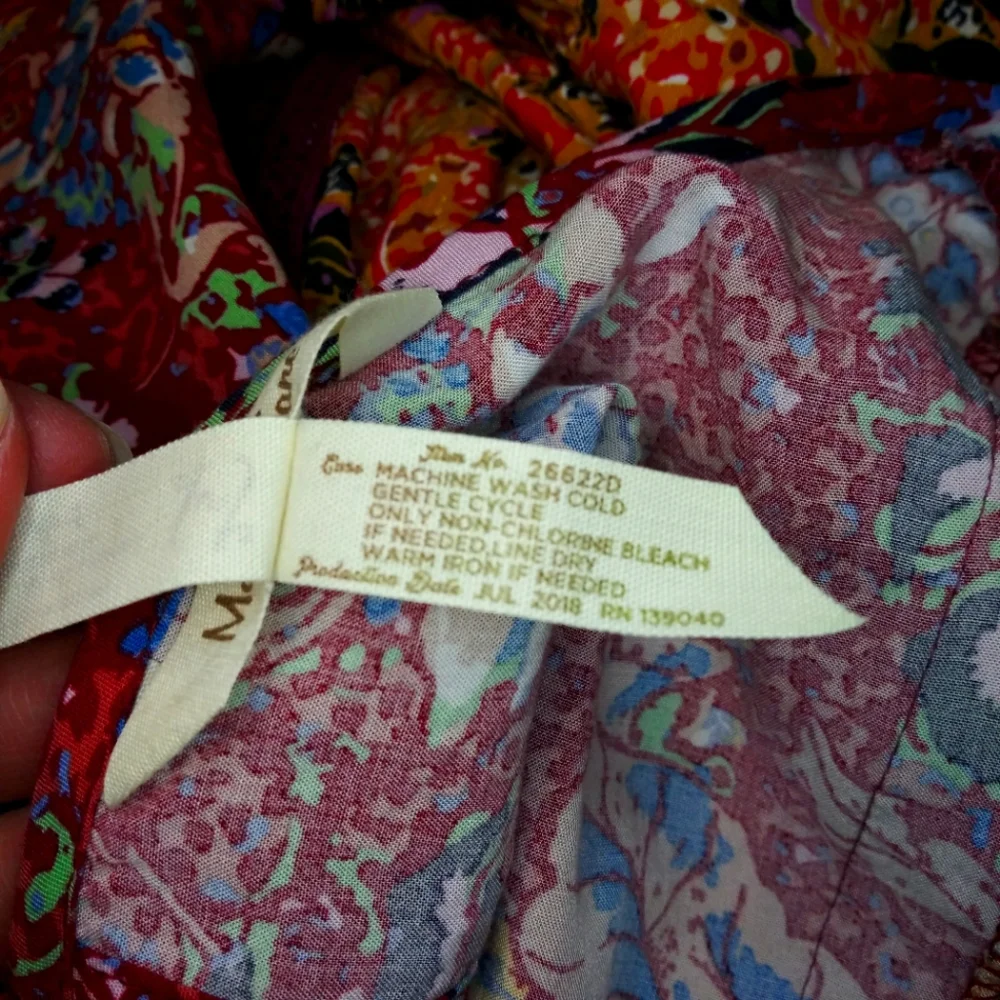 Item No. 26622D
Care MACHINE WASH COLD
GENTLE CYCLE
ONLY NON-CHLORINE BLEACH
IF NEEDED, LINE DRY
WARM IRON IF NEEDED
Production Date JUL 2018 RN 139040